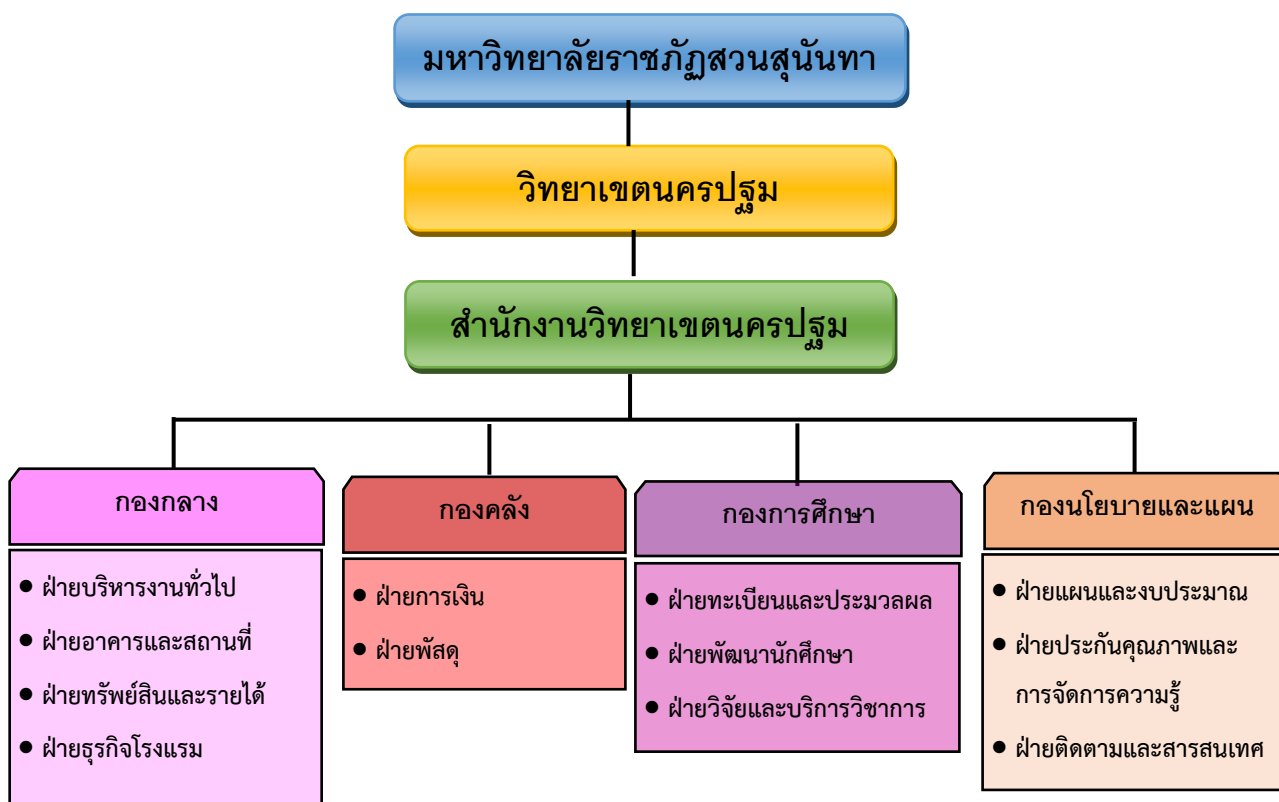 มหาวิทยาลัยราชภัฏสวนสุนันทา
วิทยาเขตนครปฐม
สำนักงานวิทยาเขตนครปฐม
กองกลาง
● ฝ่ายบริหารงานทั่วไป
● ฝ่ายอาคารและสถานที่
● ฝ่ายทรัพย์สินและรายได้
● ฝ่ายธุรกิจโรงแรม
กองคลัง
● ฝ่ายการเงิน
● ฝ่ายพัสดุ
กองการศึกษา
● ฝ่ายทะเบียนและประมวลผล
● ฝ่ายพัฒนานักศึกษา
● ฝ่ายวิจัยและบริการวิชาการ
กองนโยบายและแผน
● ฝ่ายแผนและงบประมาณ
● ฝ่ายประกันคุณภาพและ
การจัดการความรู้
● ฝ่ายติดตามและสารสนเทศ